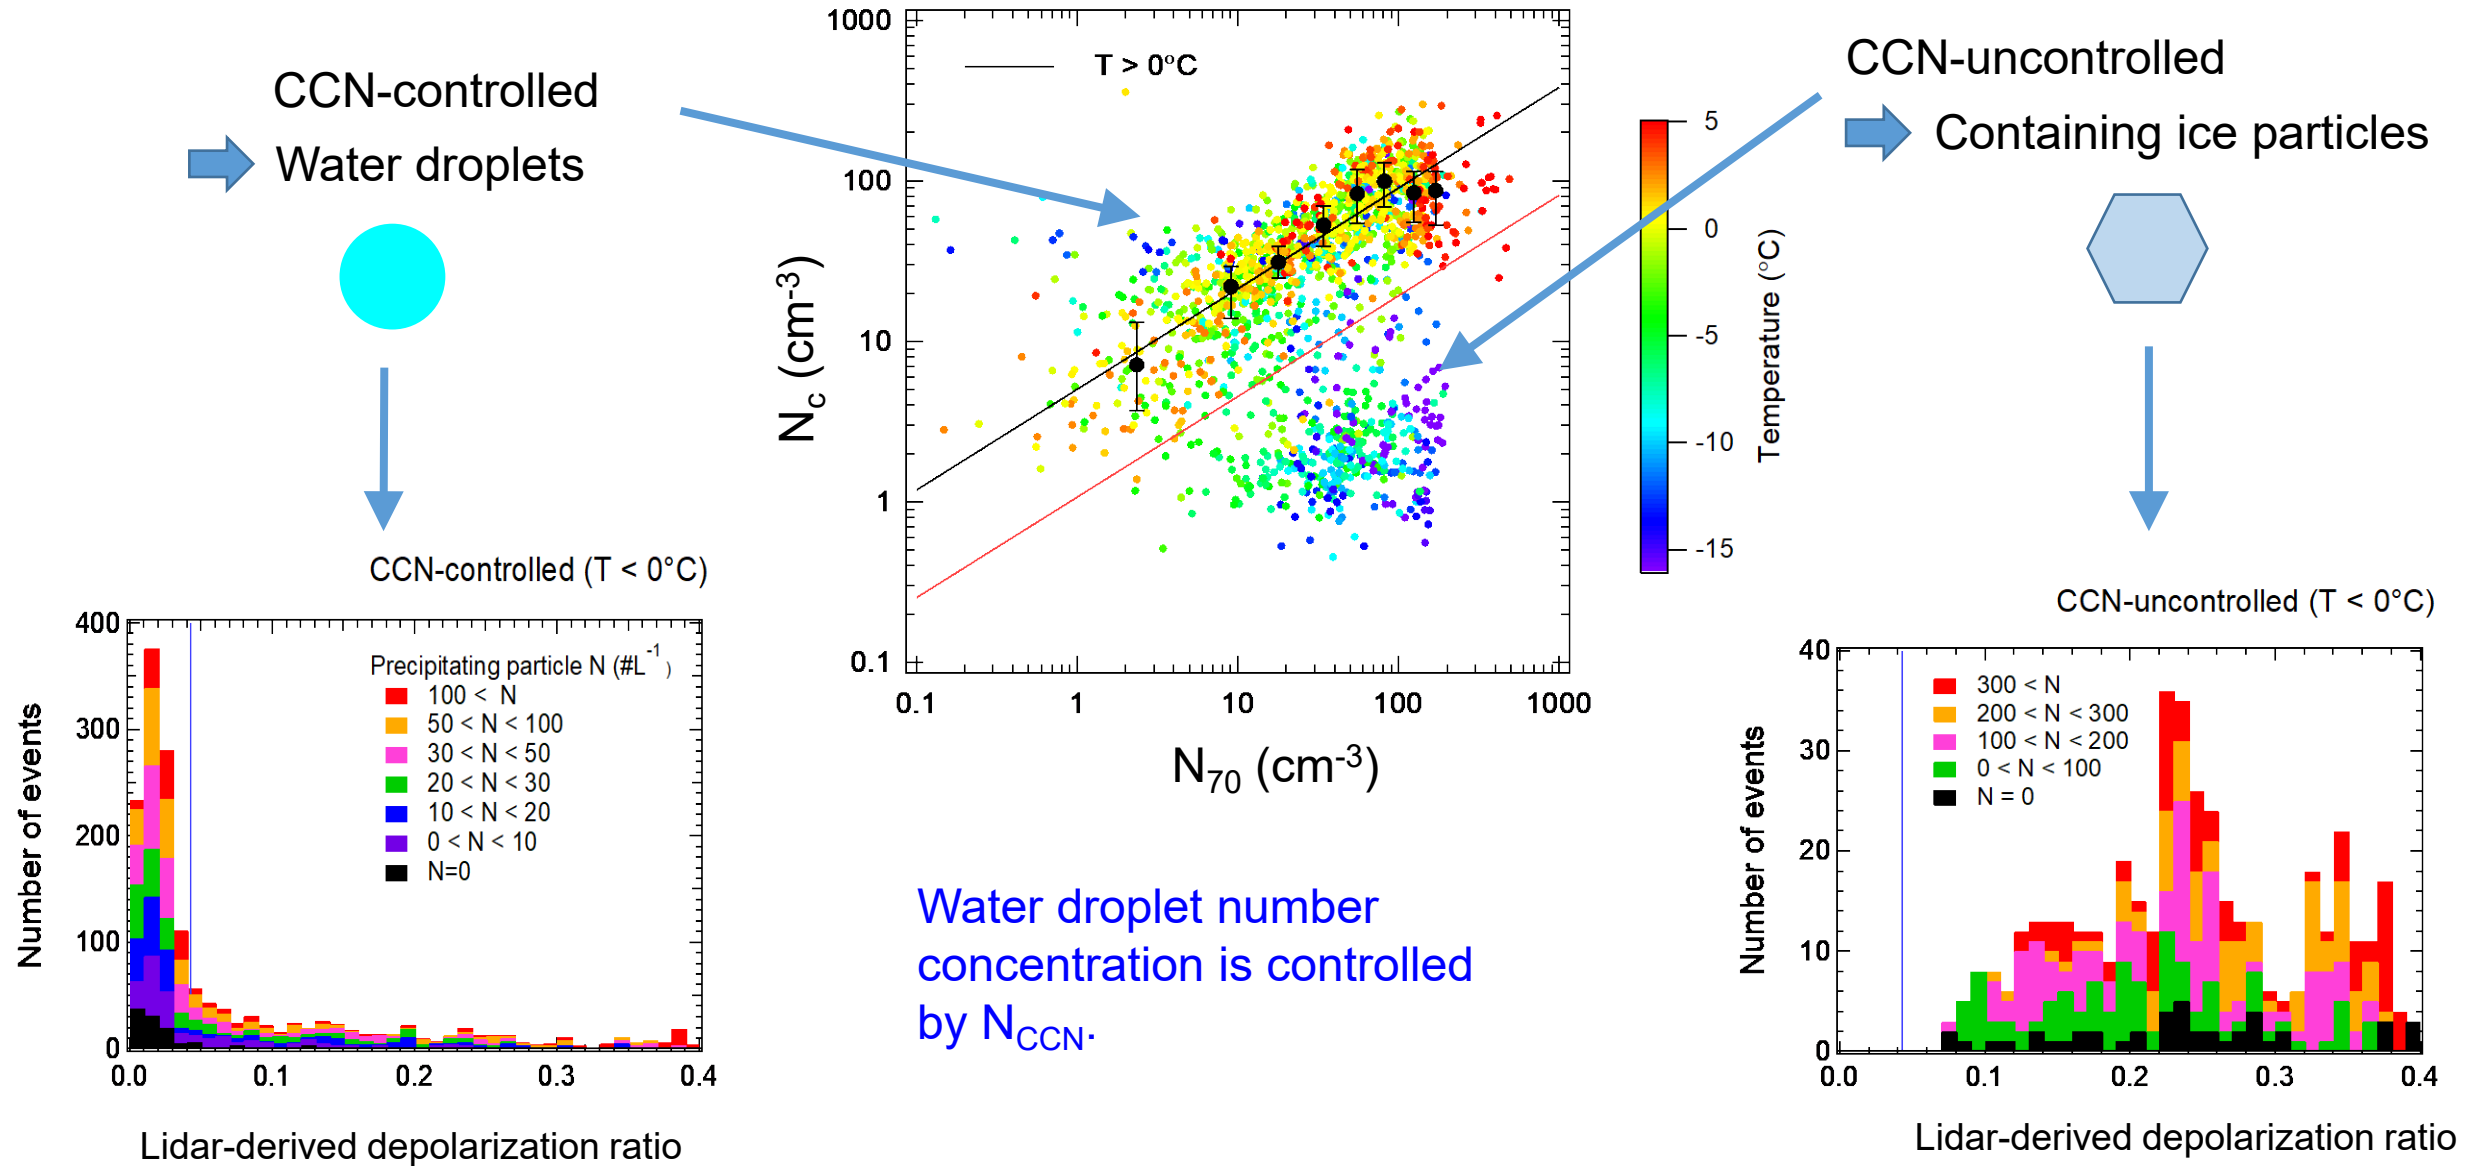 CCN-controlled
Water droplets
1000
100
10
1
0.1
T > 0°C
N_c (cm^-3)
0.1 1 10 100 1000
N_70 (cm^-3)
5
0
-5
-10
-15
Temperature (°C)
CCN-uncontrolled
Containing ice particles
CCN-controlled (T < 0°C)
400
300
200
100
0
Number of events
Precipitating particle N (#L^-1)
100 < N
50 < N < 100
30 < N < 50
20 < N < 30
10 < N < 20
0 < N < 10
N=0
0.0 0.1 0.2 0.3 0.4
Lidar-derived depolarization ratio
Water droplet number
concentration is controlled
by N_CCN.
CCN-uncontrolled (T < 0°C)
40
30
20
10
0
Number of events
300 < N
200 < N < 300
100 < N < 200
0 < N < 100
N = 0
0.0 0.1 0.2 0.3 0.4
Lidar-derived depolarization ratio